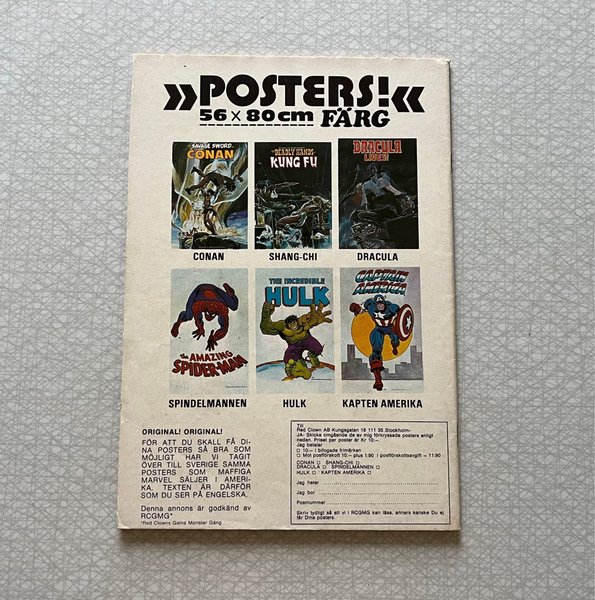 »POSTERS!«
56 x 80cm FÄRG
SAVAGE SWORD
CONAN
DEADLY HANDS
KUNG FU
DRACULA
LIVES!
CONAN
SHANG-CHI
DRACULA
the AMAZING
SPIDER-MAN
THE INCREDIBLE
HULK
CAPTAIN
AMERICA
SPINDELMANNEN
HULK
KAPTEN AMERIKA
ORIGINAL! ORIGINAL!
FÖR ATT DU SKALL FÅ DI-
NA POSTERS SÅ BRA SOM
MÖJLIGT HAR VI TAGIT
ÖVER TILL SVERIGE SAMMA
POSTERS SOM MAFFIGA
MARVEL SÄLJER I AMERI-
KA. TEXTEN ÄR DÄRFÖR
SOM DU SER PÅ ENGELSKA.
Denna annons är godkänd av
RCGMG*
*Red Clowns Galna Monster Gäng
Till
Red Clown AB Kungsgatan 18 111 35 Stockholm
JA- Skicka omgående de av mig förkryssade posters enligt
nedan. Priset per poster är Kr 10:-.
Jag betalar
□ 10:- i bifogade frimärken
□ Mot postförskott 10:- plus 1:90 i postförskottsavgift = 11:90
CONAN □ SHANG-CHI □
DRACULA □ SPINDELMANNEN □
HULK □ KAPTEN AMERIKA □
Jag heter
Jag bor
Postnummer
Skriv tydligt så att vi i RCGMG kan läsa, annars kanske Du ej
får Dina posters.